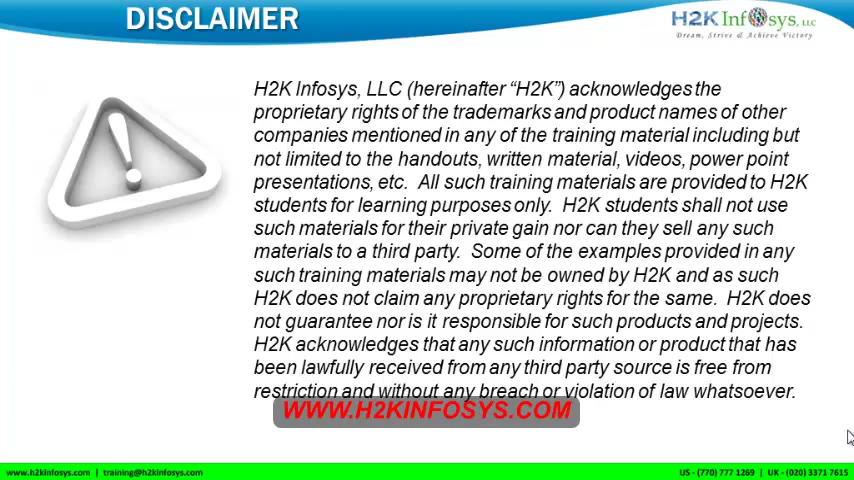 DISCLAIMER
H2K Infosys, LLC
Dream, Strive & Achieve Victory
H2K Infosys, LLC (hereinafter “H2K”) acknowledges the
proprietary rights of the trademarks and product names of other
companies mentioned in any of the training material including but
not limited to the handouts, written material, videos, power point
presentations, etc.  All such training materials are provided to H2K
students for learning purposes only.  H2K students shall not use
such materials for their private gain nor can they sell any such
materials to a third party.  Some of the examples provided in any
such training materials may not be owned by H2K and as such
H2K does not claim any proprietary rights for the same.  H2K does
not guarantee nor is it responsible for such products and projects.
H2K acknowledges that any such information or product that has
been lawfully received from any third party source is free from
restriction and without any breach or violation of law whatsoever.
WWW.H2KINFOSYS.COM
www.h2kinfosys.com | training@h2kinfosys.com
US - (770) 777 1269 | UK - (020) 3371 7615